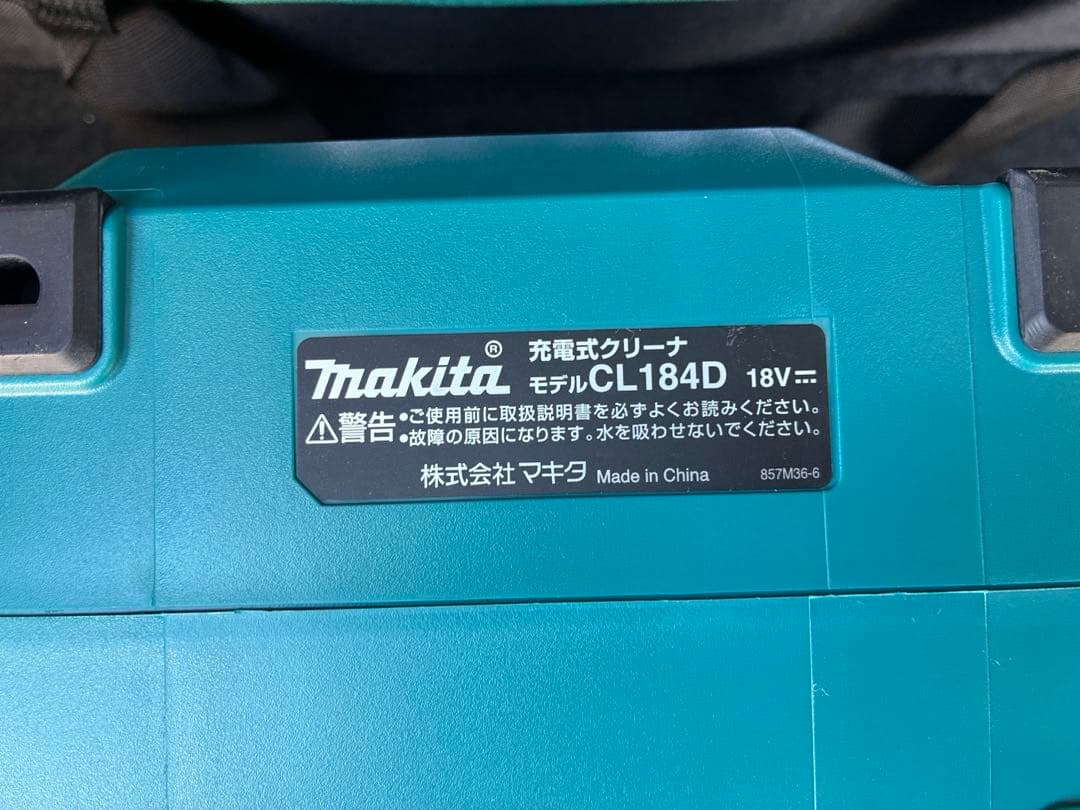 makita®
充電式クリーナ
モデルCL184D 18V⎓
⚠警告 •ご使用前に取扱説明書を必ずよくお読みください。
•故障の原因になります。水を吸わせないでください。
株式会社マキタ Made in China 857M36-6